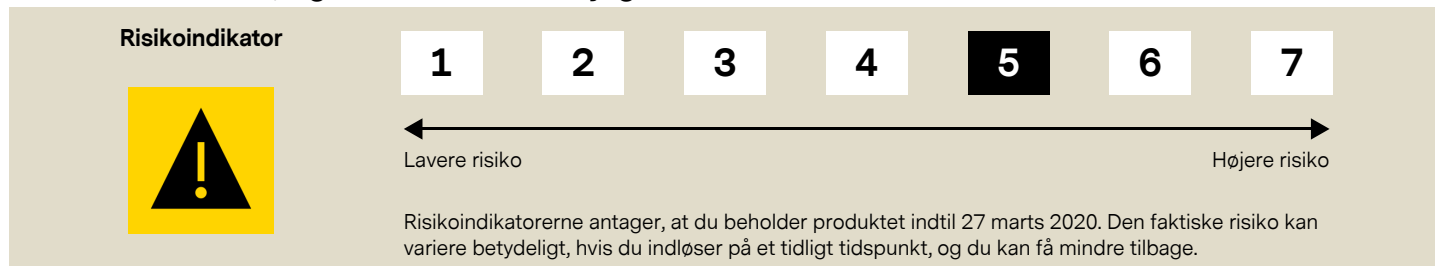 Risikoindikator
1 2 3 4 5 6 7
Lavere risiko Højere risiko
Risikoindikatorerne antager, at du beholder produktet indtil 27 marts 2020. Den faktiske risiko kan
variere betydeligt, hvis du indløser på et tidligt tidspunkt, og du kan få mindre tilbage.